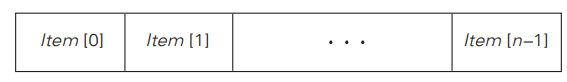 Item [0] Item [1] . . . Item [n–1]